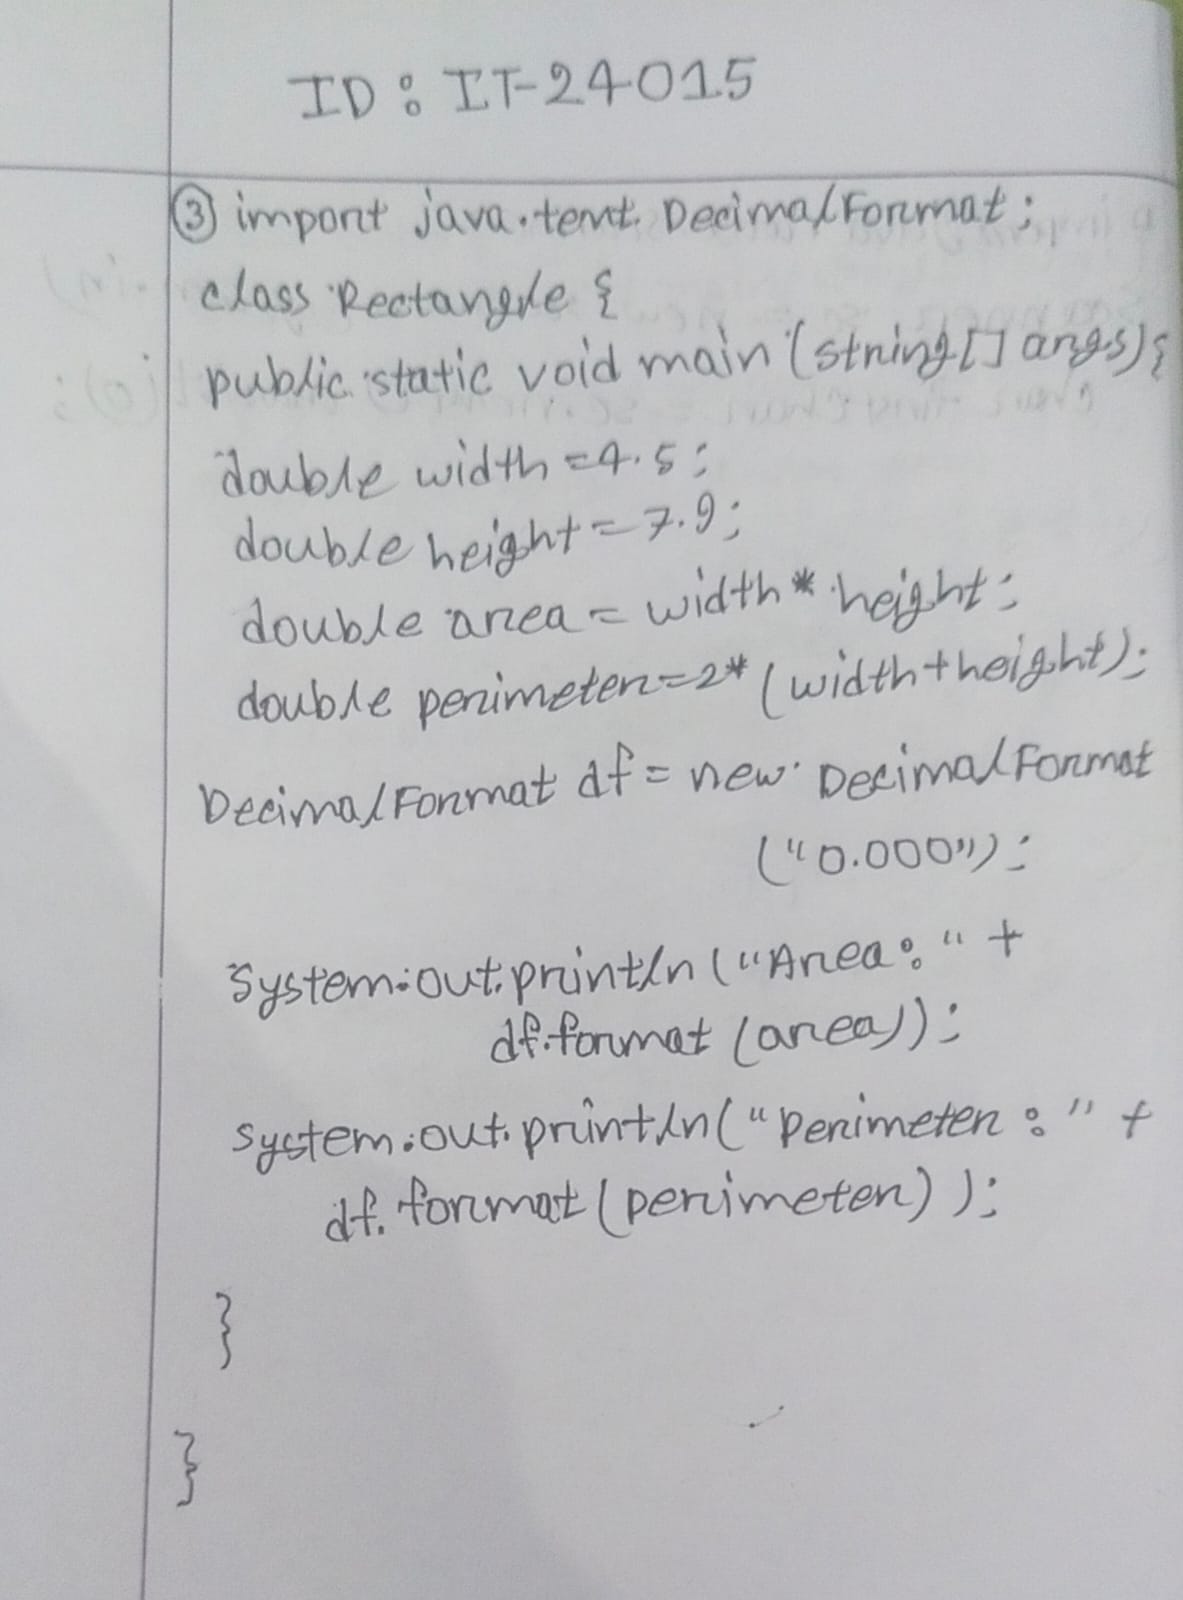 ID: IT-24015
③ import java.text.DecimalFormat;
class Rectangle {
public static void main (string[] args){
double width =4.5;
double height = 7.9;
double area = width * height;
double perimeter=2* (width+height);
DecimalFormat df = new DecimalFormat
("0.000");
System.out.println ("Area: " +
df.format (area));
system.out.println("perimeter: " +
df. format (perimeter) );
}
}